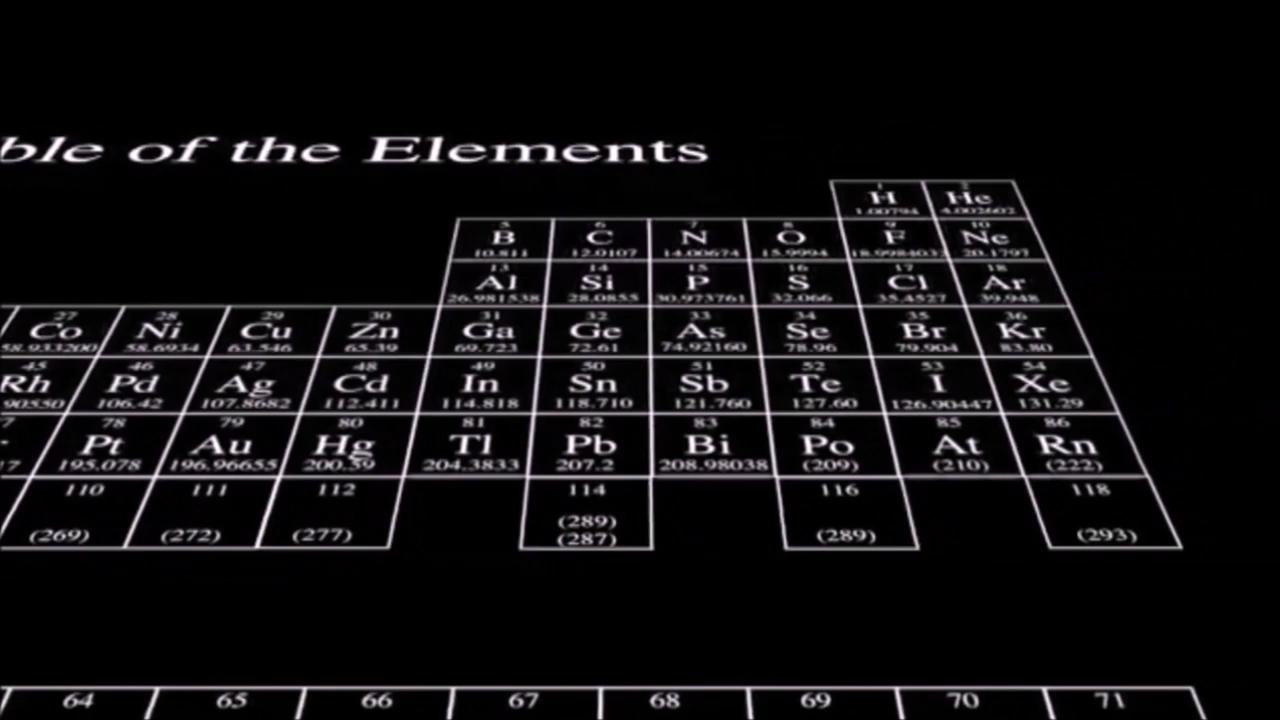 ble of the Elements
1 2
H He
1.00794 4.002602
5 6 7 8 9 10
B C N O F Ne
10.811 12.0107 14.00674 15.9994 18.9984032 20.1797
13 14 15 16 17 18
Al Si P S Cl Ar
26.981538 28.0855 30.973761 32.066 35.4527 39.948
27 28 29 30 31 32 33 34 35 36
Co Ni Cu Zn Ga Ge As Se Br Kr
58.933200 58.6934 63.546 65.39 69.723 72.61 74.92160 78.96 79.904 83.80
45 46 47 48 49 50 51 52 53 54
Rh Pd Ag Cd In Sn Sb Te I Xe
90550 106.42 107.8682 112.411 114.818 118.710 121.760 127.60 126.90447 131.29
7 78 79 80 81 82 83 84 85 86
Pt Au Hg Tl Pb Bi Po At Rn
17 195.078 196.96655 200.59 204.3833 207.2 208.98038 (209) (210) (222)
110 111 112 114 116 118
(289)
(269) (272) (277) (287) (289) (293)
64 65 66 67 68 69 70 71